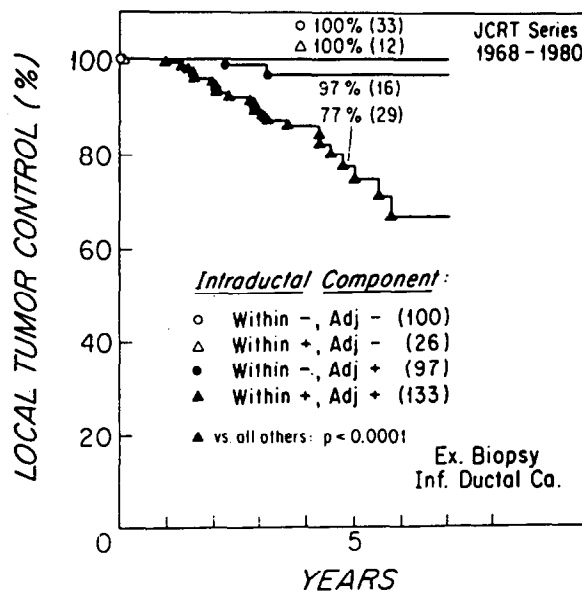 ○ 100% (33)
△ 100% (12)
JCRT Series
1968-1980
97% (16)
77% (29)
LOCAL TUMOR CONTROL (%)
100
80
60
40
20
0
Intraductal Component:
○ Within -, Adj - (100)
△ Within +, Adj - (26)
● Within -, Adj + (97)
▲ Within +, Adj + (133)
▲ vs. all others: p < 0.0001
Ex. Biopsy
Inf. Ductal Ca.
5
YEARS